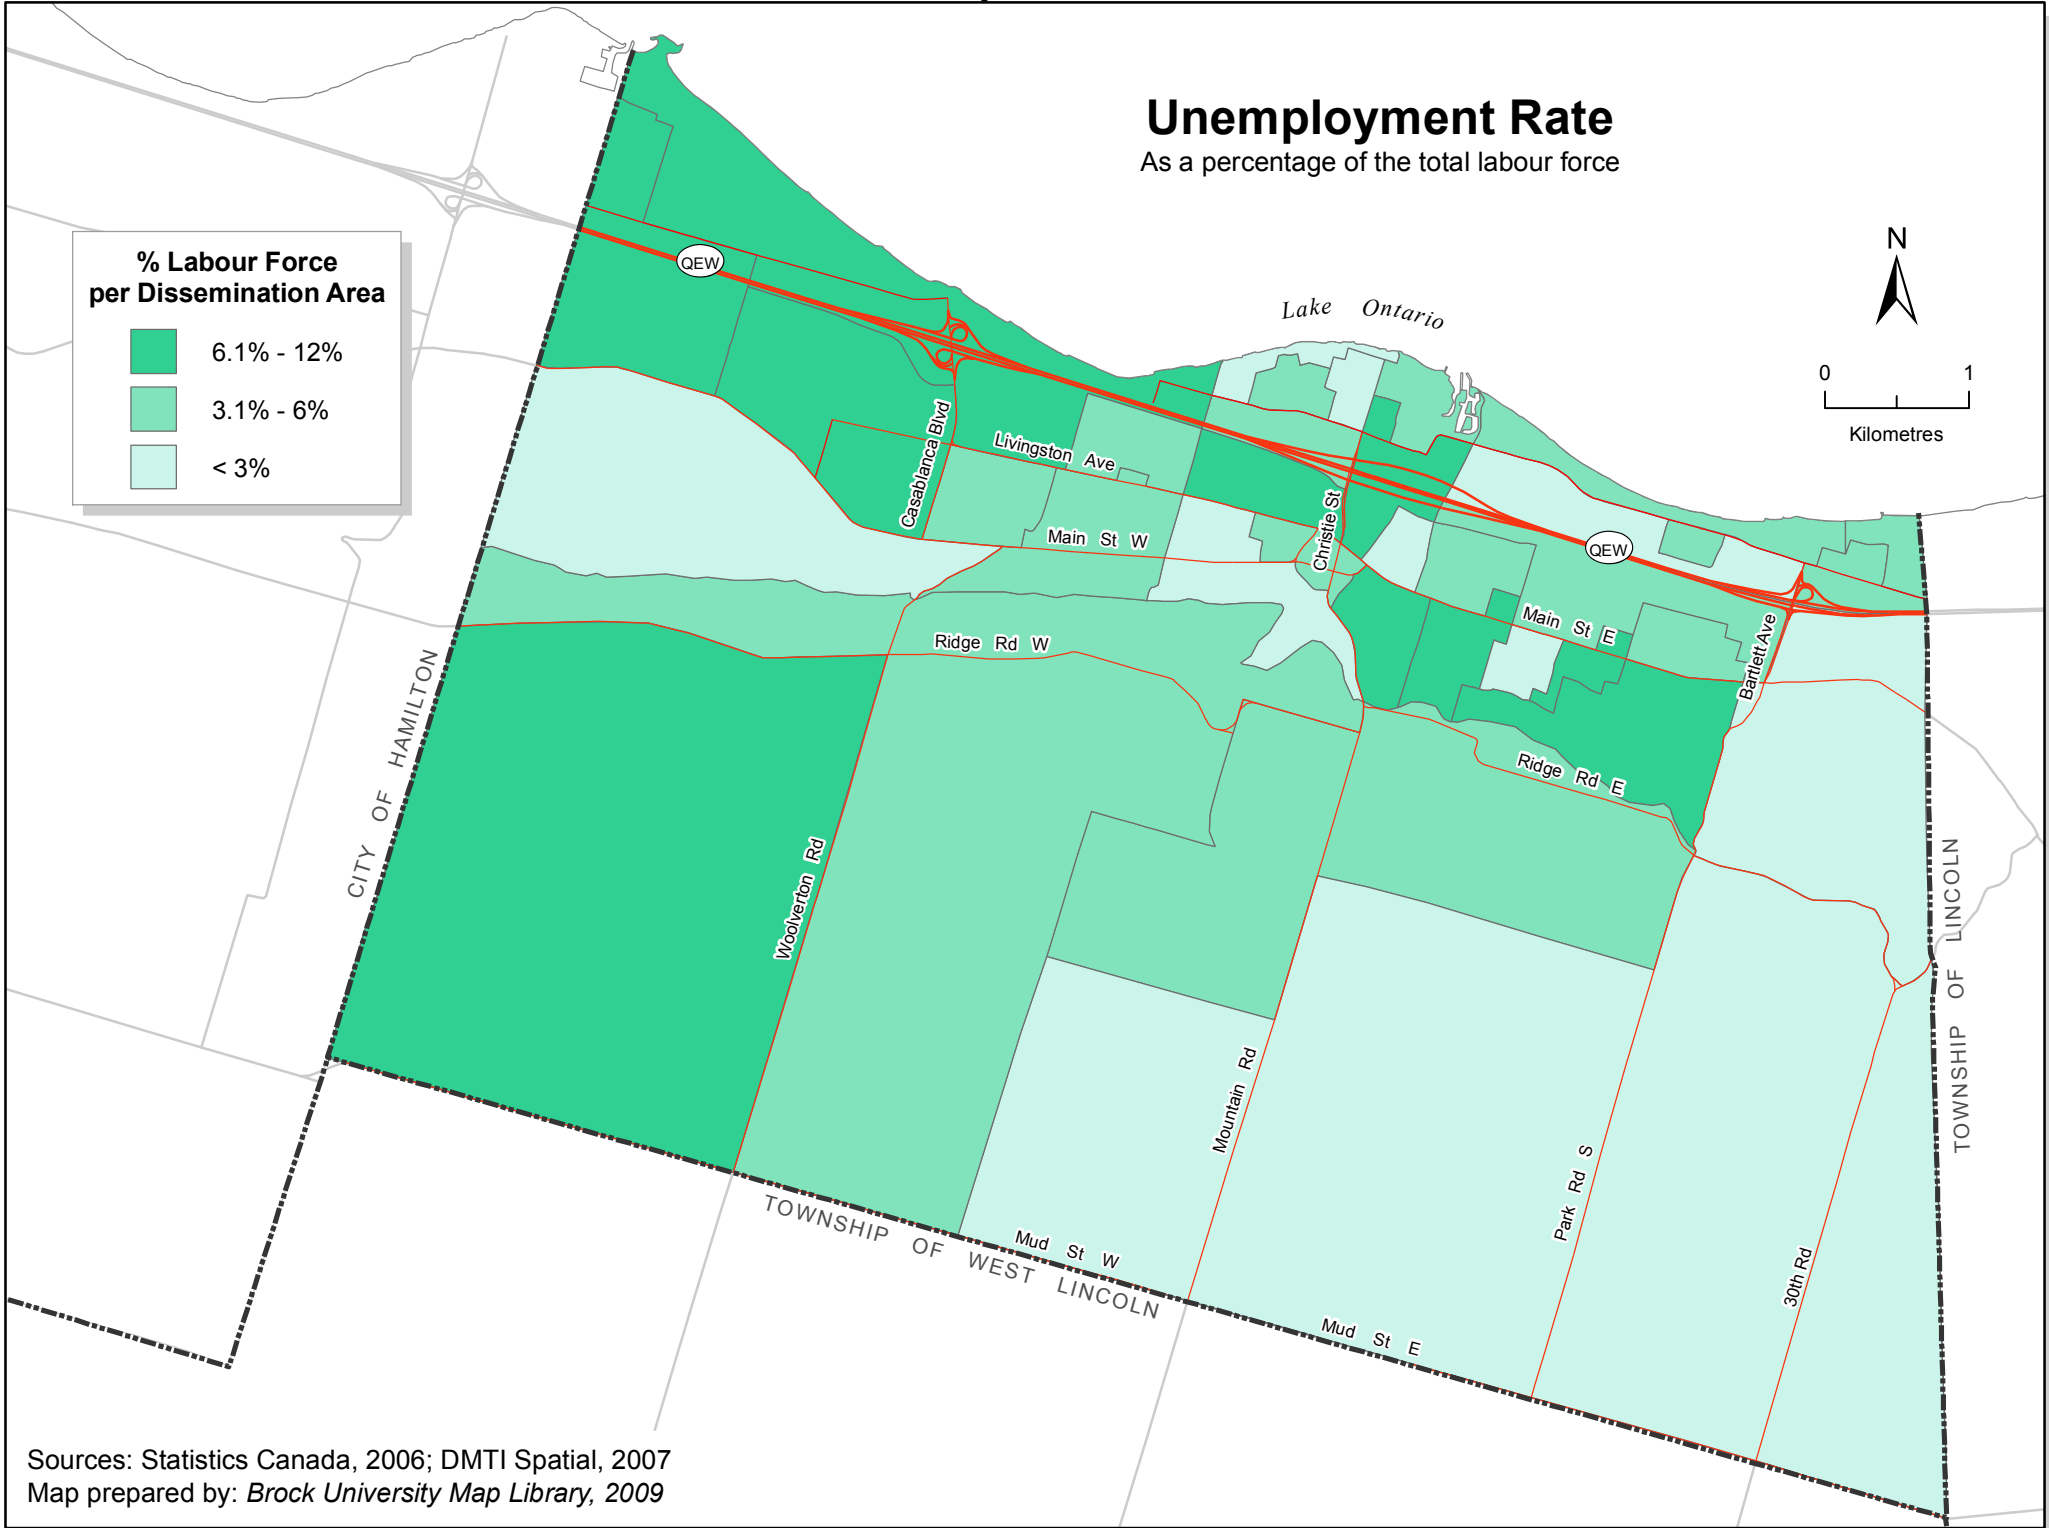 Unemployment Rate
As a percentage of the total labour force
% Labour Force
per Dissemination Area
6.1% - 12%
3.1% - 6%
< 3%
N
0 1
Kilometres
Lake Ontario
QEW
QEW
Casablanca Blvd
Livingston Ave
Main St W
Christie St
Main St E
Bartlett Ave
Ridge Rd W
Ridge Rd E
Woolverton Rd
Mountain Rd
Park Rd S
30th Rd
Mud St W
Mud St E
CITY OF HAMILTON
TOWNSHIP OF WEST LINCOLN
TOWNSHIP OF LINCOLN
Sources: Statistics Canada, 2006; DMTI Spatial, 2007
Map prepared by: Brock University Map Library, 2009